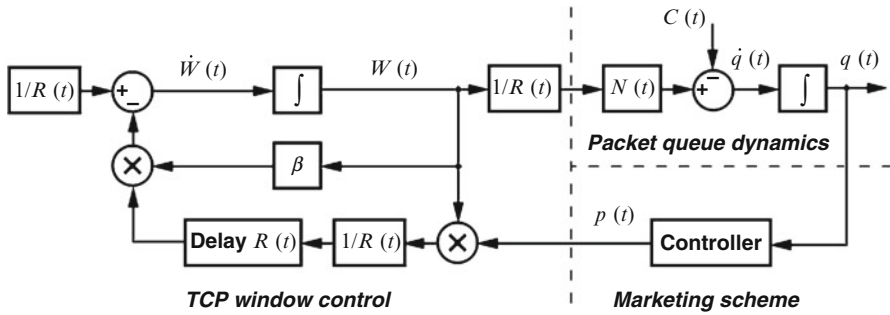 C (t)
1/R (t)
+
−
Ẇ (t)
∫
W (t)
1/R (t)
N (t)
+
−
q̇ (t)
∫
q (t)
Packet queue dynamics
×
β
Delay R (t)
1/R (t)
×
p (t)
Controller
TCP window control
Marketing scheme